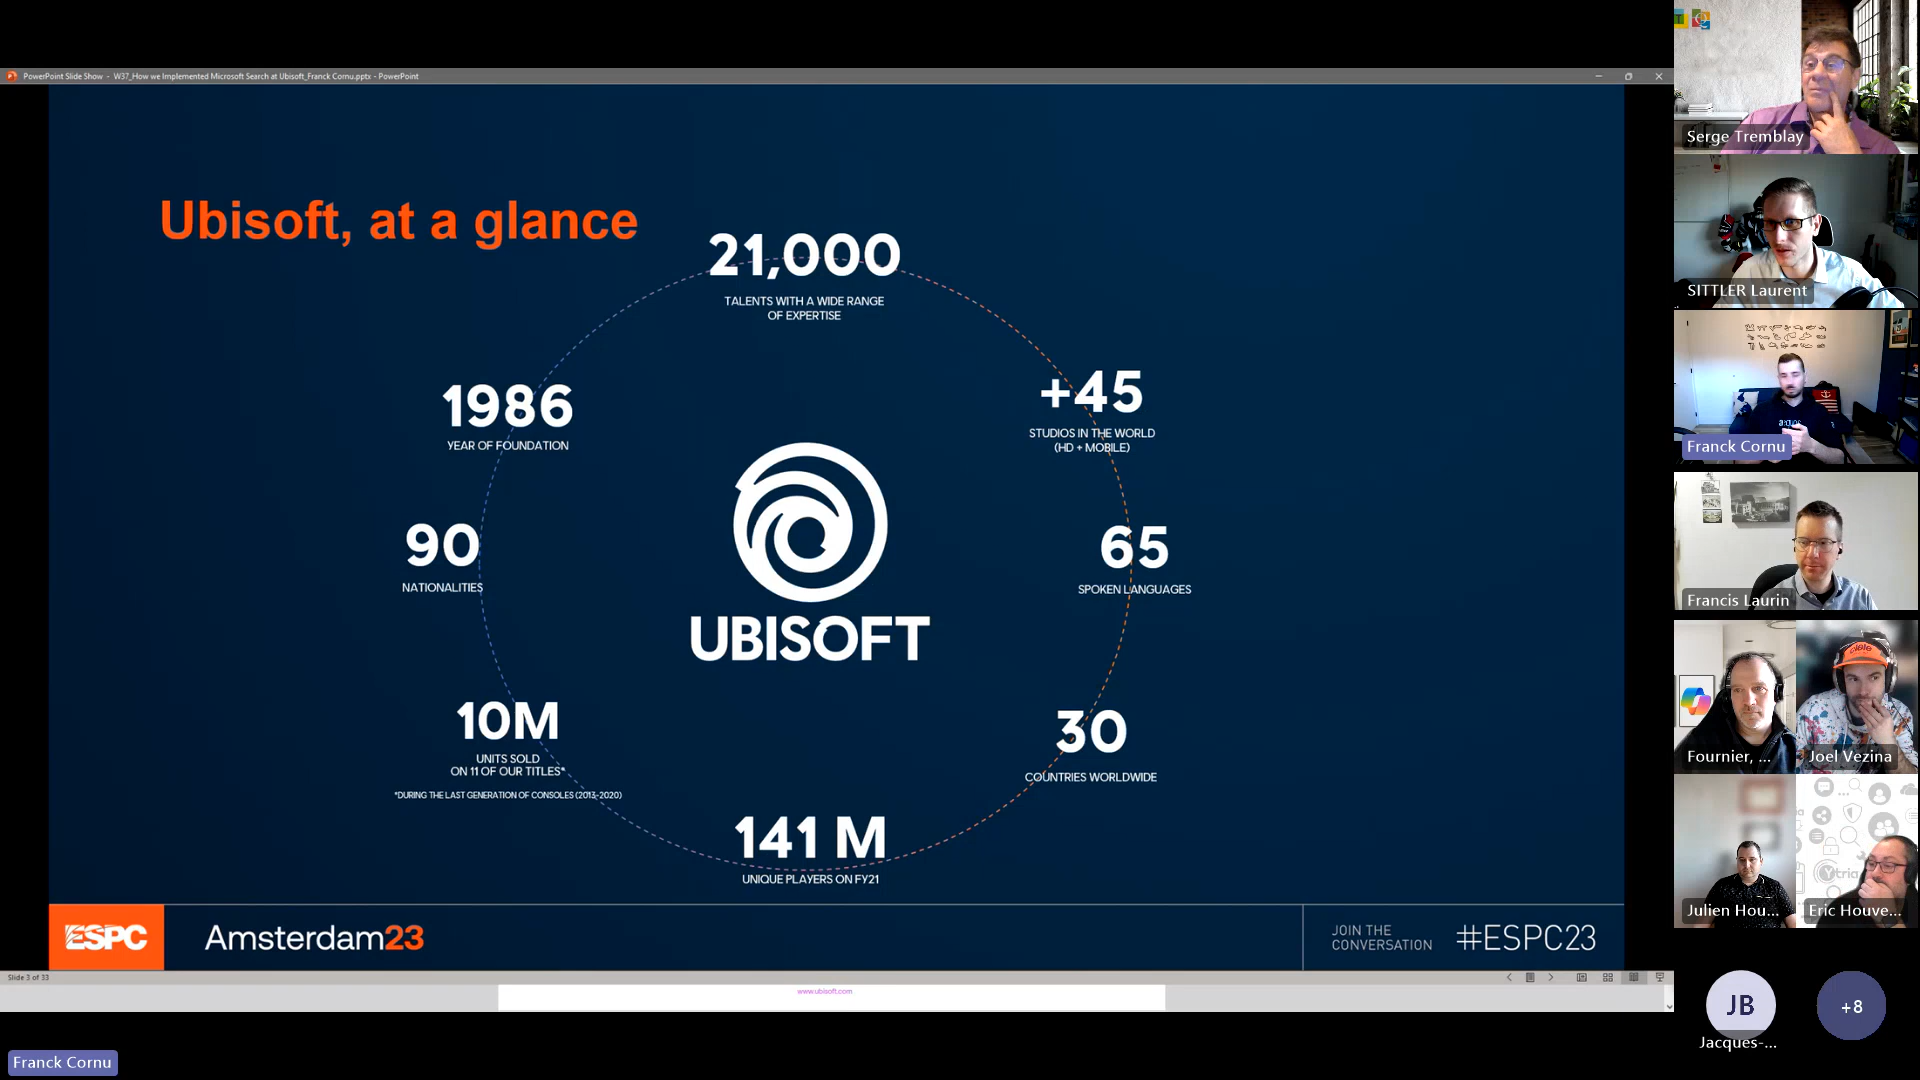 PowerPoint Slide Show - W37_How we Implemented Microsoft Search at Ubisoft_Franck Cornu.pptx - PowerPoint
Ubisoft, at a glance
21,000
TALENTS WITH A WIDE RANGE
OF EXPERTISE
1986
YEAR OF FOUNDATION
+45
STUDIOS IN THE WORLD
(HD + MOBILE)
90
NATIONALITIES
65
SPOKEN LANGUAGES
UBISOFT
10M
UNITS SOLD
ON 11 OF OUR TITLES*
*DURING THE LAST GENERATION OF CONSOLES (2013-2020)
30
COUNTRIES WORLDWIDE
141 M
UNIQUE PLAYERS ON FY21
ESPC
Amsterdam23
JOIN THE
CONVERSATION
#ESPC23
Slide 3 of 33
www.ubisoft.com
Franck Cornu
Serge Tremblay
SITTLER Laurent
Franck Cornu
Francis Laurin
Fournier, ...
Joel Vezina
ciele
Julien Hou...
Eric Houve...
Ytria
JB
Jacques-...
+8